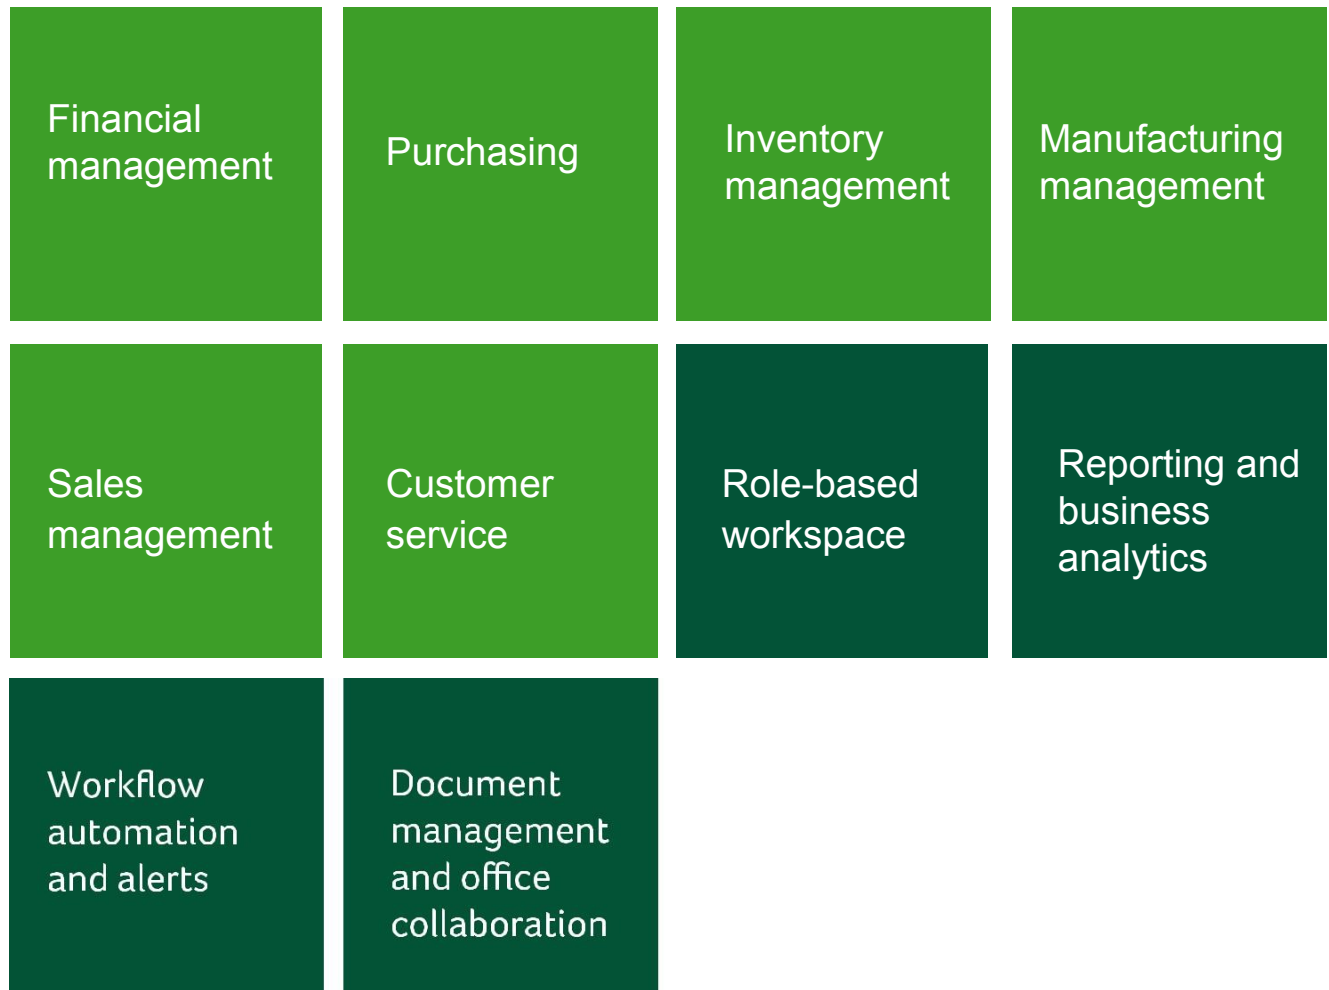 Financial
management
Purchasing
Inventory
management
Manufacturing
management
Sales
management
Customer
service
Role-based
workspace
Reporting and
business
analytics
Workflow
automation
and alerts
Document
management
and office
collaboration